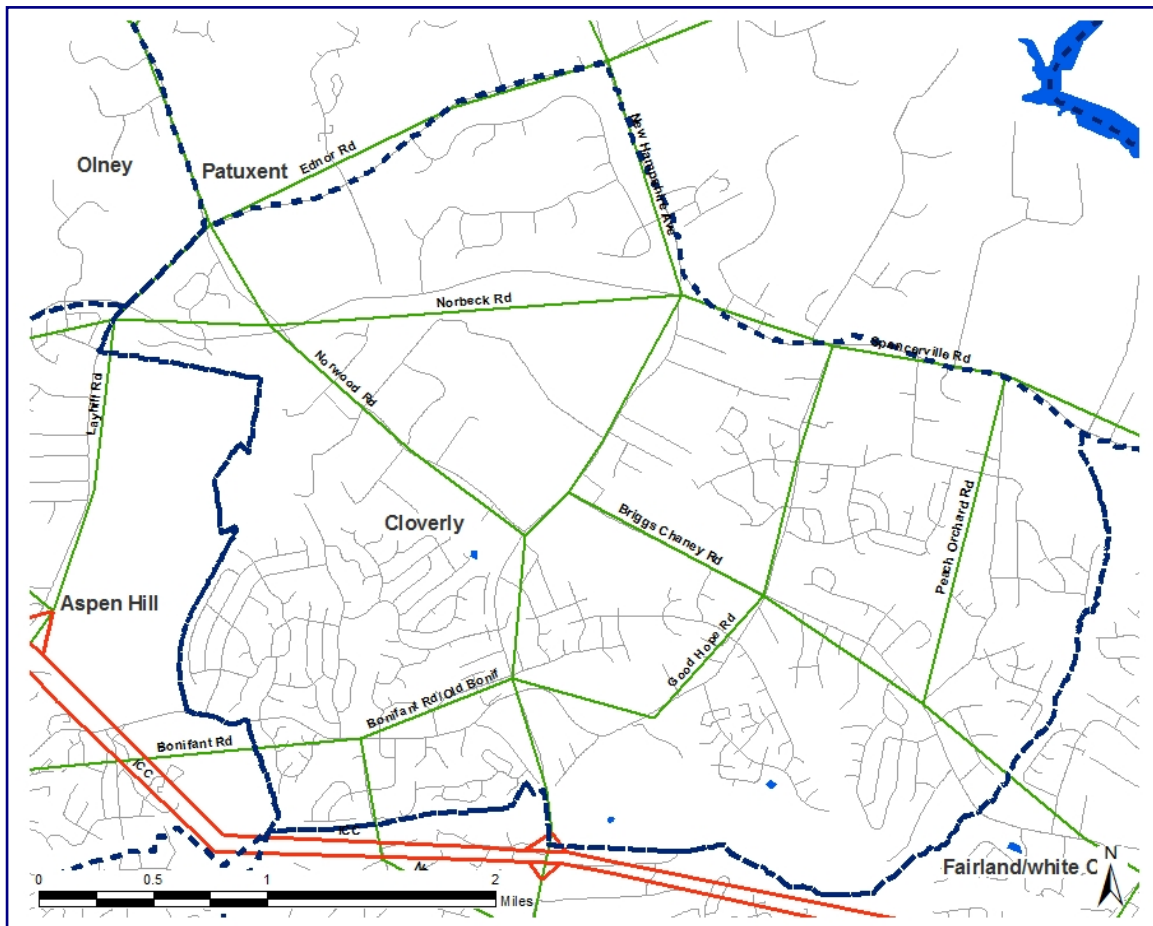 Olney
Patuxent
Ednor Rd
New Hampshire Ave
Norbeck Rd
Spencerville Rd
Layhill Rd
Norwood Rd
Cloverly
Briggs Chaney Rd
Peach Orchard Rd
Aspen Hill
Good Hope Rd
Bonifant Rd/Old Bonif
Bonifant Rd
ICC
ICC
Fairland/white O
N
0 0.5 1 2
Miles